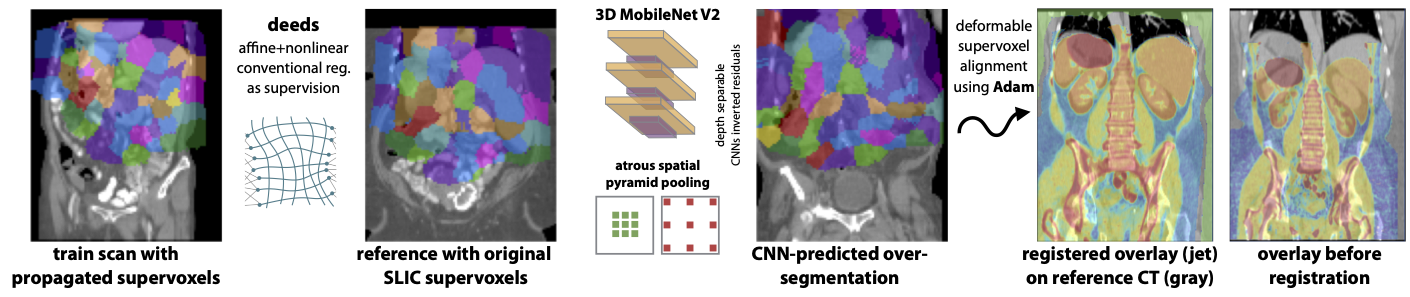 train scan with
propagated supervoxels
deeds
affine+nonlinear
conventional reg.
as supervision
reference with original
SLIC supervoxels
3D MobileNet V2
depth separable
CNNs inverted residuals
atrous spatial
pyramid pooling
CNN-predicted over-
segmentation
deformable
supervoxel
alignment
using Adam
registered overlay (jet)
on reference CT (gray)
overlay before
registration